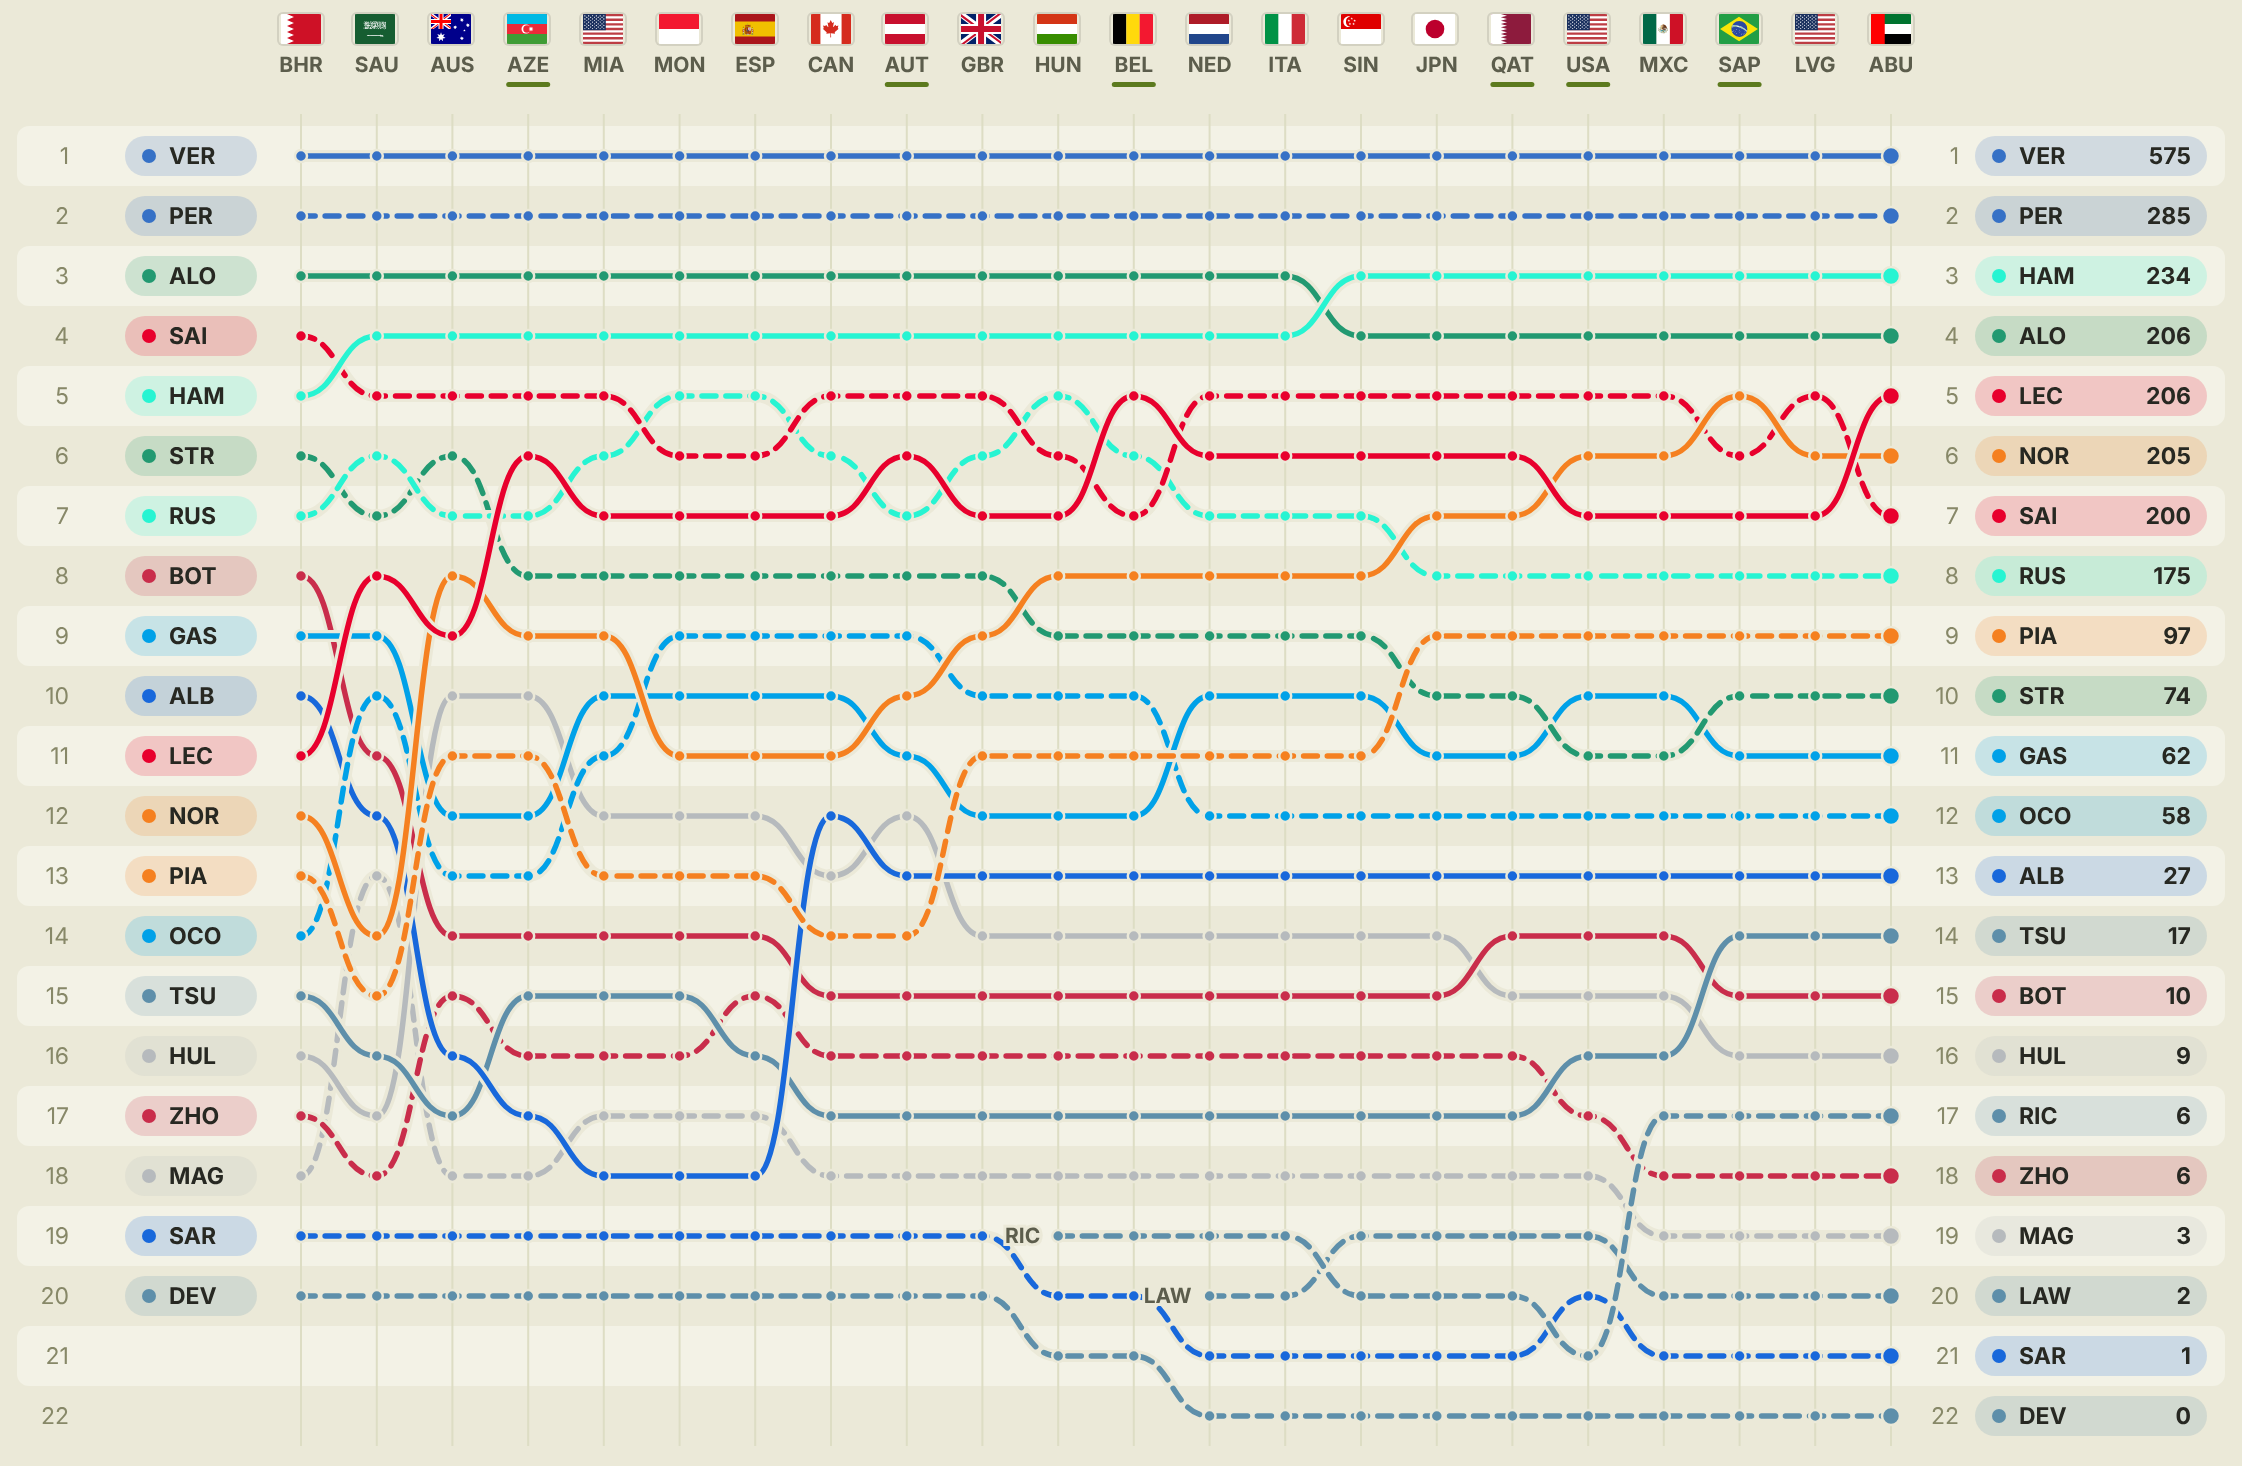 BHR SAU AUS AZE MIA MON ESP CAN AUT GBR HUN BEL NED ITA SIN JPN QAT USA MXC SAP LVG ABU
1 VER 1 VER 575
2 PER 2 PER 285
3 ALO 3 HAM 234
4 SAI 4 ALO 206
5 HAM 5 LEC 206
6 STR 6 NOR 205
7 RUS 7 SAI 200
8 BOT 8 RUS 175
9 GAS 9 PIA 97
10 ALB 10 STR 74
11 LEC 11 GAS 62
12 NOR 12 OCO 58
13 PIA 13 ALB 27
14 OCO 14 TSU 17
15 TSU 15 BOT 10
16 HUL 16 HUL 9
17 ZHO 17 RIC 6
18 MAG 18 ZHO 6
19 SAR RIC 19 MAG 3
20 DEV LAW 20 LAW 2
21 21 SAR 1
22 22 DEV 0